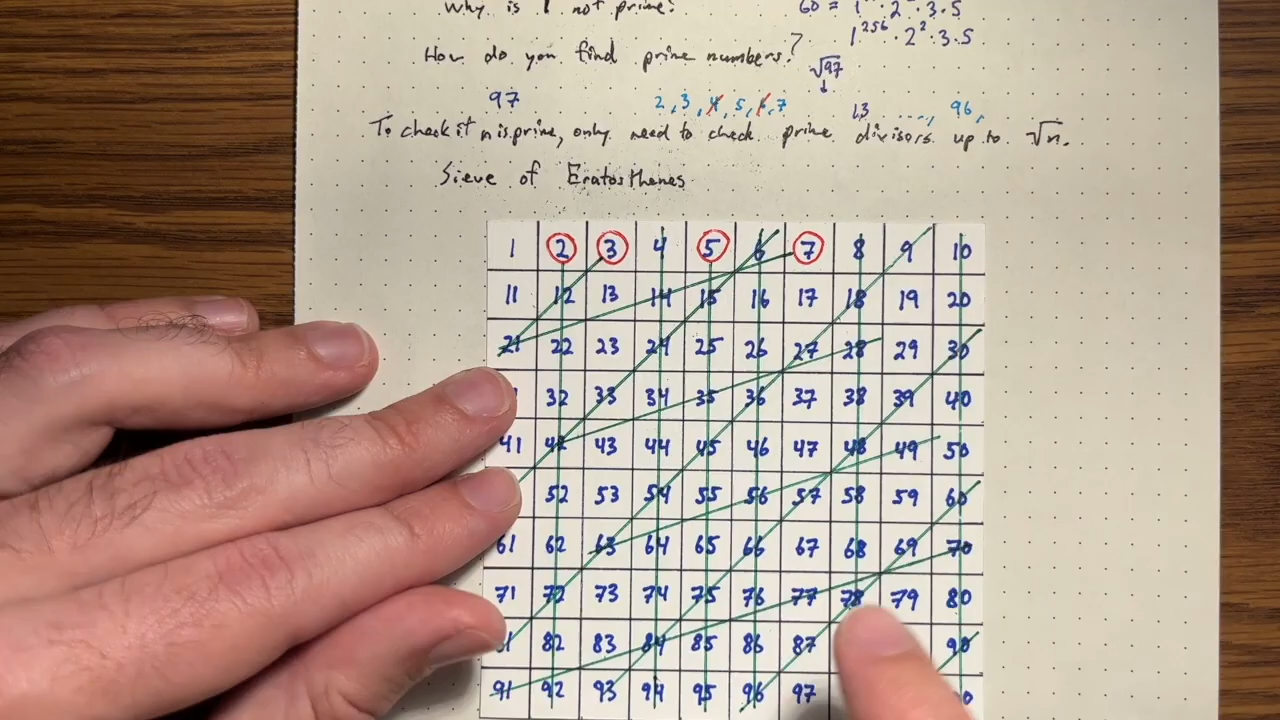 Why is 1 not prime? 60 = 1 2 · 3 · 5
1^256 · 2^2 · 3 · 5
How do you find prime numbers? √97
97 2, 3, 4, 5, 6, 7 13 ...., 96,
To check if n is prime, only need to check prime divisors up to √n.
Sieve of Eratosthenes
1 2 3 4 5 6 7 8 9 10
11 12 13 14 15 16 17 18 19 20
21 22 23 24 25 26 27 28 29 30
32 33 34 35 36 37 38 39 40
41 42 43 44 45 46 47 48 49 50
52 53 54 55 56 57 58 59 60
61 62 63 64 65 66 67 68 69 70
71 72 73 74 75 76 77 78 79 80
82 83 84 85 86 87 90
91 92 93 94 95 96 97